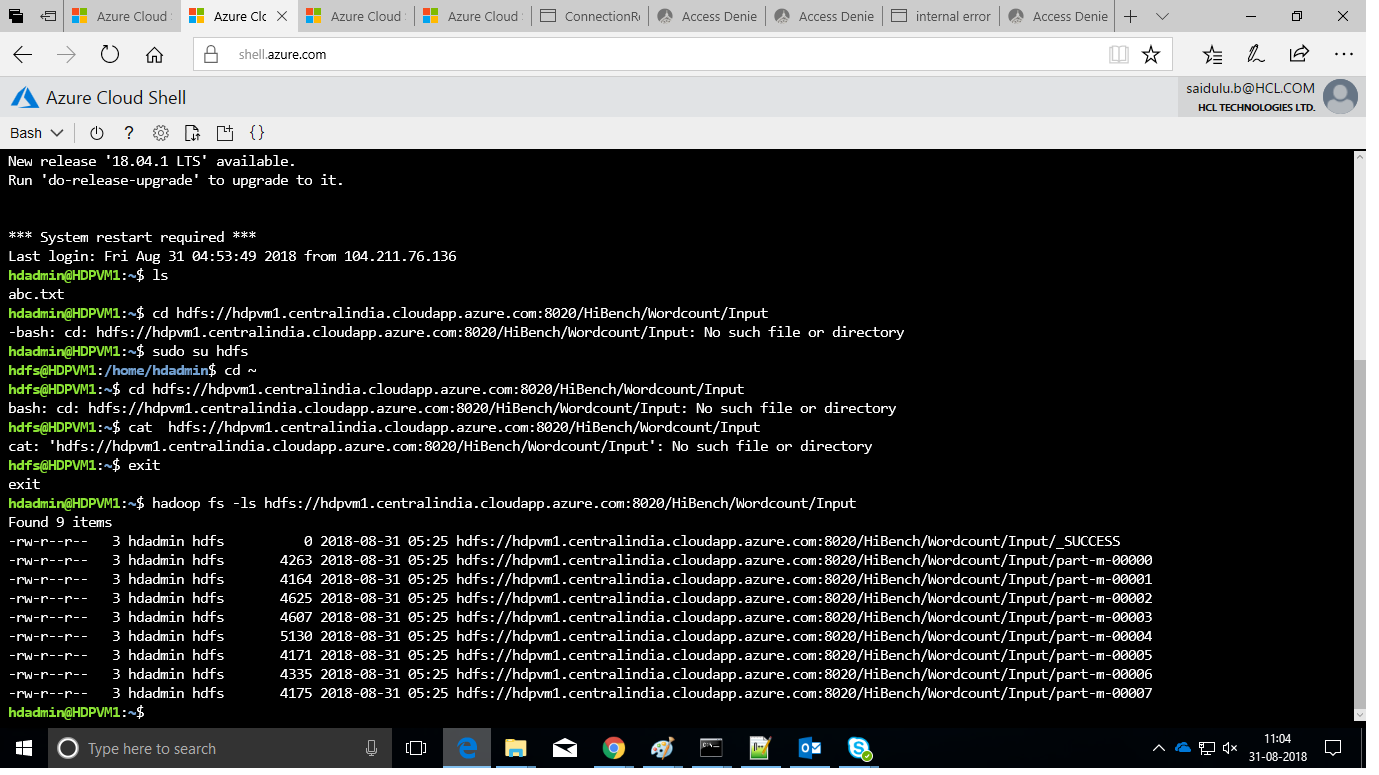 Azure Cloud S
Azure Clo
Azure Cloud S
Azure Cloud S
ConnectionRe
Access Denie
Access Denie
internal error
Access Denie
shell.azure.com
Azure Cloud Shell
saidulu.b@HCL.COM
HCL TECHNOLOGIES LTD.
Bash
?
{}
New release '18.04.1 LTS' available.
Run 'do-release-upgrade' to upgrade to it.
*** System restart required ***
Last login: Fri Aug 31 04:53:49 2018 from 104.211.76.136
hdadmin@HDPVM1:~$ ls
abc.txt
hdadmin@HDPVM1:~$ cd hdfs://hdpvm1.centralindia.cloudapp.azure.com:8020/HiBench/Wordcount/Input
-bash: cd: hdfs://hdpvm1.centralindia.cloudapp.azure.com:8020/HiBench/Wordcount/Input: No such file or directory
hdadmin@HDPVM1:~$ sudo su hdfs
hdfs@HDPVM1:/home/hdadmin$ cd ~
hdfs@HDPVM1:~$ cd hdfs://hdpvm1.centralindia.cloudapp.azure.com:8020/HiBench/Wordcount/Input
bash: cd: hdfs://hdpvm1.centralindia.cloudapp.azure.com:8020/HiBench/Wordcount/Input: No such file or directory
hdfs@HDPVM1:~$ cat  hdfs://hdpvm1.centralindia.cloudapp.azure.com:8020/HiBench/Wordcount/Input
cat: 'hdfs://hdpvm1.centralindia.cloudapp.azure.com:8020/HiBench/Wordcount/Input': No such file or directory
hdfs@HDPVM1:~$ exit
exit
hdadmin@HDPVM1:~$ hadoop fs -ls hdfs://hdpvm1.centralindia.cloudapp.azure.com:8020/HiBench/Wordcount/Input
Found 9 items
-rw-r--r--   3 hdadmin hdfs          0 2018-08-31 05:25 hdfs://hdpvm1.centralindia.cloudapp.azure.com:8020/HiBench/Wordcount/Input/_SUCCESS
-rw-r--r--   3 hdadmin hdfs       4263 2018-08-31 05:25 hdfs://hdpvm1.centralindia.cloudapp.azure.com:8020/HiBench/Wordcount/Input/part-m-00000
-rw-r--r--   3 hdadmin hdfs       4164 2018-08-31 05:25 hdfs://hdpvm1.centralindia.cloudapp.azure.com:8020/HiBench/Wordcount/Input/part-m-00001
-rw-r--r--   3 hdadmin hdfs       4625 2018-08-31 05:25 hdfs://hdpvm1.centralindia.cloudapp.azure.com:8020/HiBench/Wordcount/Input/part-m-00002
-rw-r--r--   3 hdadmin hdfs       4607 2018-08-31 05:25 hdfs://hdpvm1.centralindia.cloudapp.azure.com:8020/HiBench/Wordcount/Input/part-m-00003
-rw-r--r--   3 hdadmin hdfs       5130 2018-08-31 05:25 hdfs://hdpvm1.centralindia.cloudapp.azure.com:8020/HiBench/Wordcount/Input/part-m-00004
-rw-r--r--   3 hdadmin hdfs       4171 2018-08-31 05:25 hdfs://hdpvm1.centralindia.cloudapp.azure.com:8020/HiBench/Wordcount/Input/part-m-00005
-rw-r--r--   3 hdadmin hdfs       4335 2018-08-31 05:25 hdfs://hdpvm1.centralindia.cloudapp.azure.com:8020/HiBench/Wordcount/Input/part-m-00006
-rw-r--r--   3 hdadmin hdfs       4175 2018-08-31 05:25 hdfs://hdpvm1.centralindia.cloudapp.azure.com:8020/HiBench/Wordcount/Input/part-m-00007
hdadmin@HDPVM1:~$
Type here to search
11:04
31-08-2018